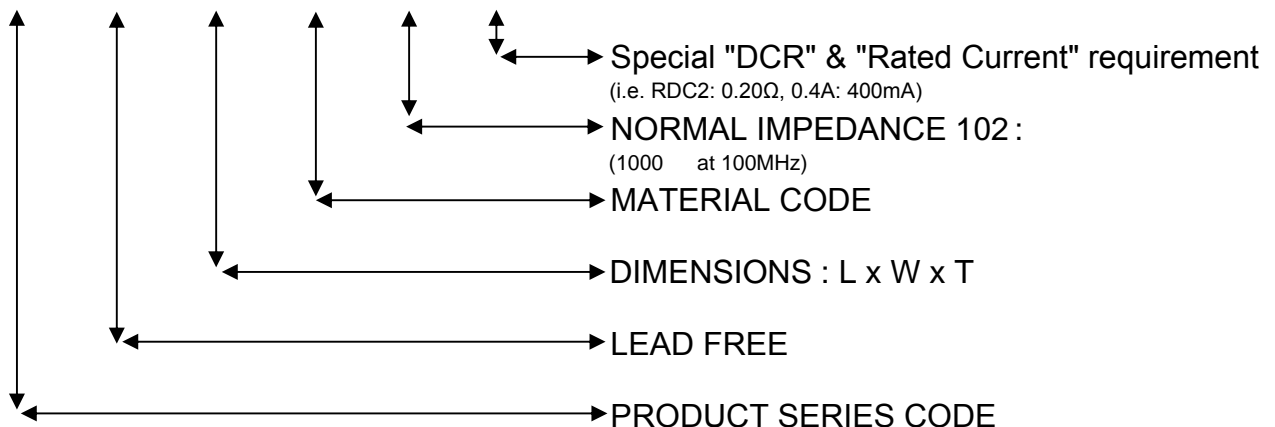 Special "DCR" & "Rated Current" requirement
(i.e. RDC2: 0.20Ω, 0.4A: 400mA)
NORMAL IMPEDANCE 102 :
(1000 at 100MHz)
MATERIAL CODE
DIMENSIONS : L x W x T
LEAD FREE
PRODUCT SERIES CODE